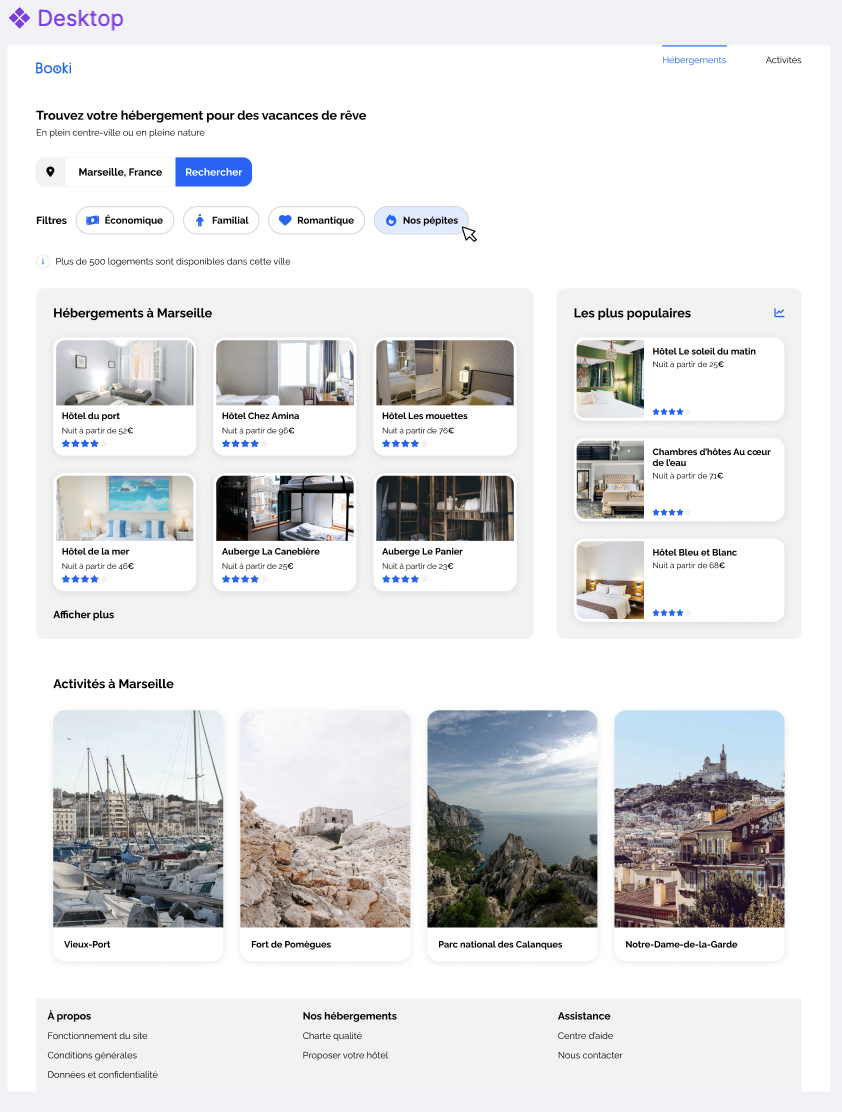 Desktop
Booki
Hébergements
Activités
Trouvez votre hébergement pour des vacances de rêve
En plein centre-ville ou en pleine nature
Marseille, France
Rechercher
Filtres
Économique
Familial
Romantique
Nos pépites
i Plus de 500 logements sont disponibles dans cette ville
Hébergements à Marseille
Hôtel du port
Nuit à partir de 52€
Hôtel Chez Amina
Nuit à partir de 96€
Hôtel Les mouettes
Nuit à partir de 76€
Hôtel de la mer
Nuit à partir de 46€
Auberge La Canebière
Nuit à partir de 25€
Auberge Le Panier
Nuit à partir de 23€
Afficher plus
Les plus populaires
Hôtel Le soleil du matin
Nuit à partir de 25€
Chambres d'hôtes Au cœur
de l'eau
Nuit à partir de 71€
Hôtel Bleu et Blanc
Nuit à partir de 68€
Activités à Marseille
Vieux-Port
Fort de Pomègues
Parc national des Calanques
Notre-Dame-de-la-Garde
À propos
Fonctionnement du site
Conditions générales
Données et confidentialité
Nos hébergements
Charte qualité
Proposer votre hôtel
Assistance
Centre d'aide
Nous contacter